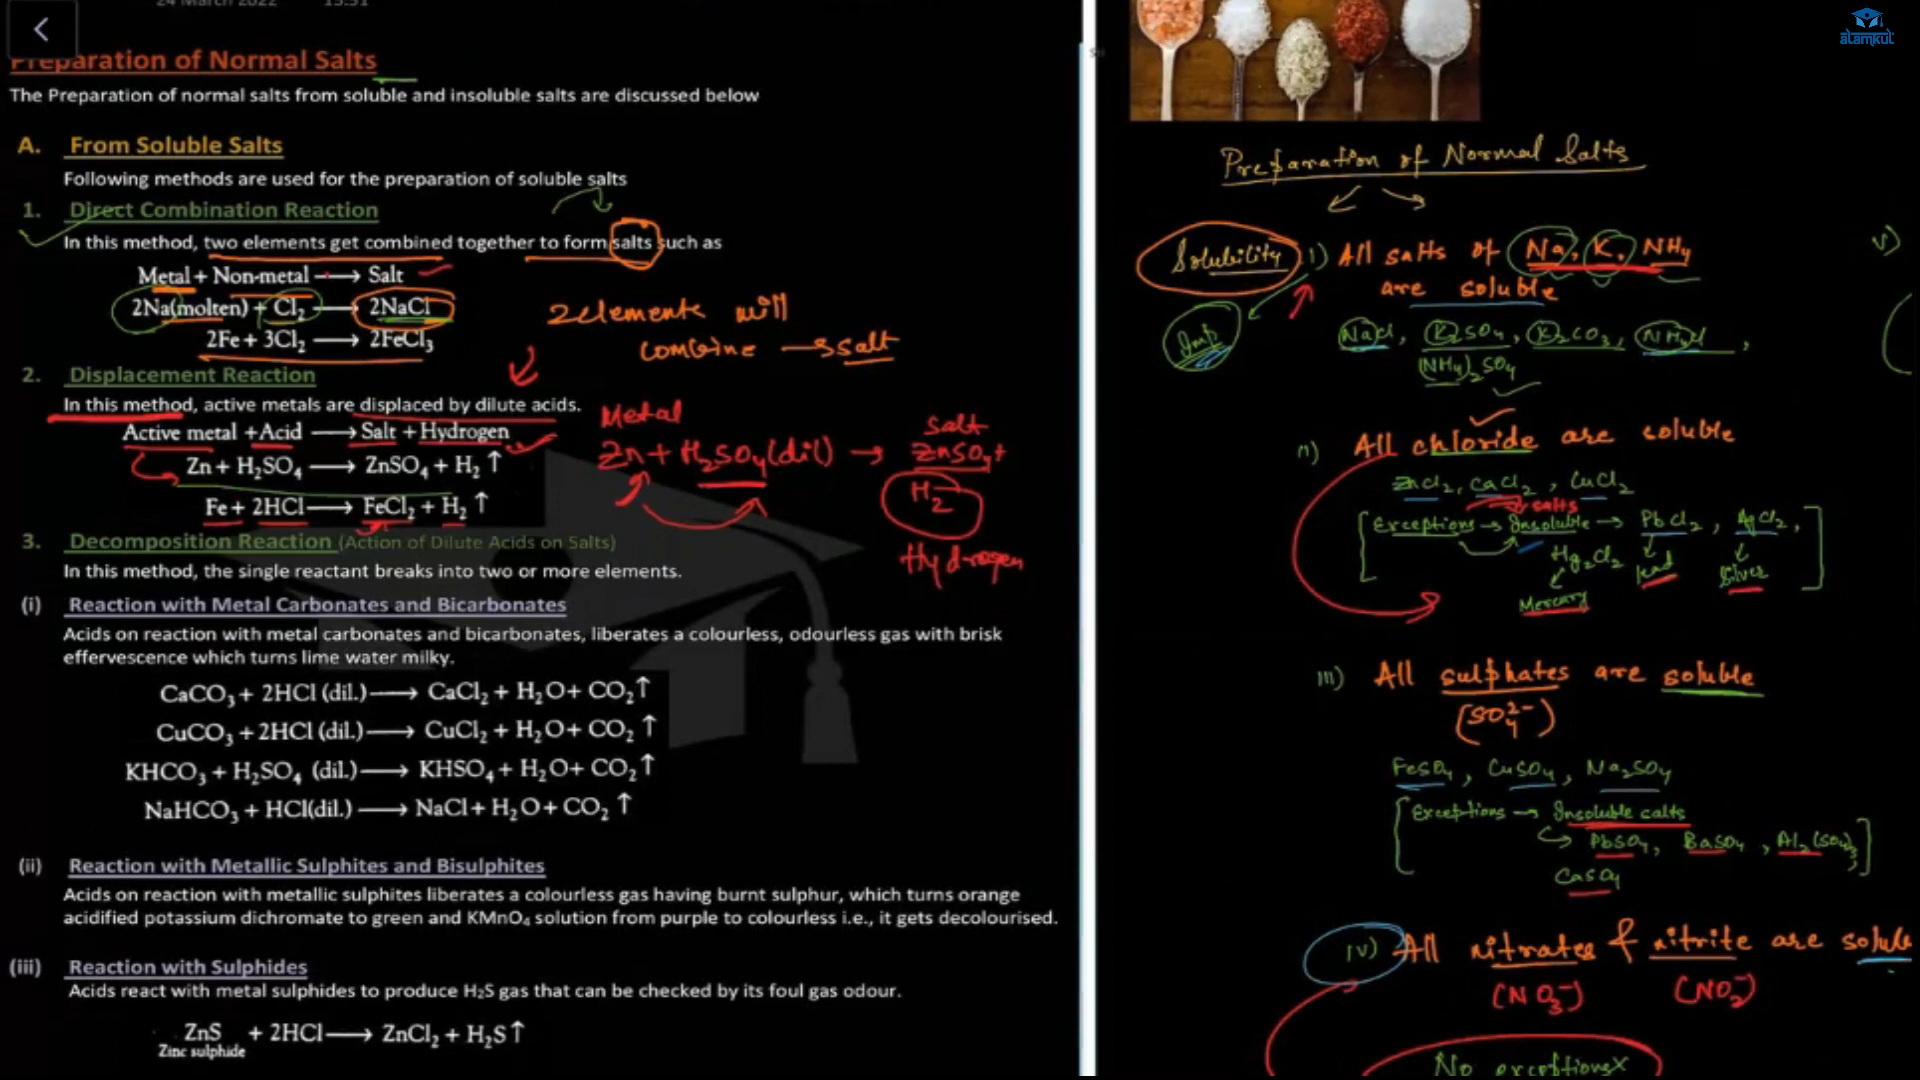 24 March 2022 15:31
Preparation of Normal Salts
The Preparation of normal salts from soluble and insoluble salts are discussed below
A. From Soluble Salts
Following methods are used for the preparation of soluble salts
1. Direct Combination Reaction
In this method, two elements get combined together to form salts such as
Metal + Non-metal ⟶ Salt
2Na(molten) + Cl₂ ⟶ 2NaCl
2Fe + 3Cl₂ ⟶ 2FeCl₃
2elements will
combine → salt
2. Displacement Reaction
In this method, active metals are displaced by dilute acids.
Active metal + Acid ⟶ Salt + Hydrogen
Zn + H₂SO₄ ⟶ ZnSO₄ + H₂ ↑
Fe + 2HCl ⟶ FeCl₂ + H₂ ↑
Metal
Salt
Zn + H₂SO₄(dil) → ZnSO₄+
H₂
Hydrogen
3. Decomposition Reaction (Action of Dilute Acids on Salts)
In this method, the single reactant breaks into two or more elements.
(i) Reaction with Metal Carbonates and Bicarbonates
Acids on reaction with metal carbonates and bicarbonates, liberates a colourless, odourless gas with brisk
effervescence which turns lime water milky.
CaCO₃ + 2HCl (dil.) ⟶ CaCl₂ + H₂O+ CO₂↑
CuCO₃ + 2HCl (dil.) ⟶ CuCl₂ + H₂O+ CO₂ ↑
KHCO₃ + H₂SO₄ (dil.) ⟶ KHSO₄ + H₂O+ CO₂↑
NaHCO₃ + HCl(dil.) ⟶ NaCl + H₂O + CO₂ ↑
(ii) Reaction with Metallic Sulphites and Bisulphites
Acids on reaction with metallic sulphites liberates a colourless gas having burnt sulphur, which turns orange
acidified potassium dichromate to green and KMnO₄ solution from purple to colourless i.e., it gets decolourised.
(iii) Reaction with Sulphides
Acids react with metal sulphides to produce H₂S gas that can be checked by its foul gas odour.
ZnS + 2HCl ⟶ ZnCl₂ + H₂S↑
Zinc sulphide
alamkul
Preparation of Normal Salts
Solubility i) All salts of Na, K, NH₄
are soluble
Imp
NaCl, K₂SO₄, K₂CO₃, NH₄Cl,
(NH₄)₂SO₄
v)
ii) All chloride are soluble
ZnCl₂, CaCl₂, CuCl₂
salts
[Exceptions → Insoluble → PbCl₂, AgCl₂,
Hg₂Cl₂ lead Silver]
Mercury
iii) All sulphates are soluble
(SO₄²⁻)
FeSO₄, CuSO₄, Na₂SO₄
[Exceptions → Insoluble salts
↳ PbSO₄, BaSO₄, Al₂(SO₄)₃,]
CaSO₄
iv) All nitrates & nitrite are soluble
(NO₃⁻) (NO₂⁻)
No exceptions